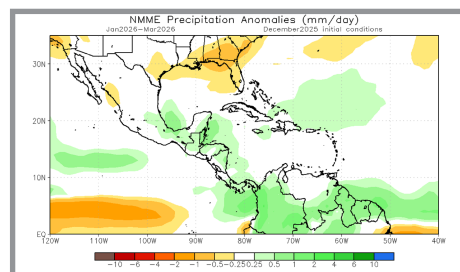 NMME Precipitation Anomalies (mm/day)
Jan2026-Mar2026 December2025 initial conditions
30N
20N
10N
EQ
120W 110W 100W 90W 80W 70W 60W 50W 40W
-10 -6 -4 -2 -1 -0.5-0.250.25 0.5 1 2 4 6 10